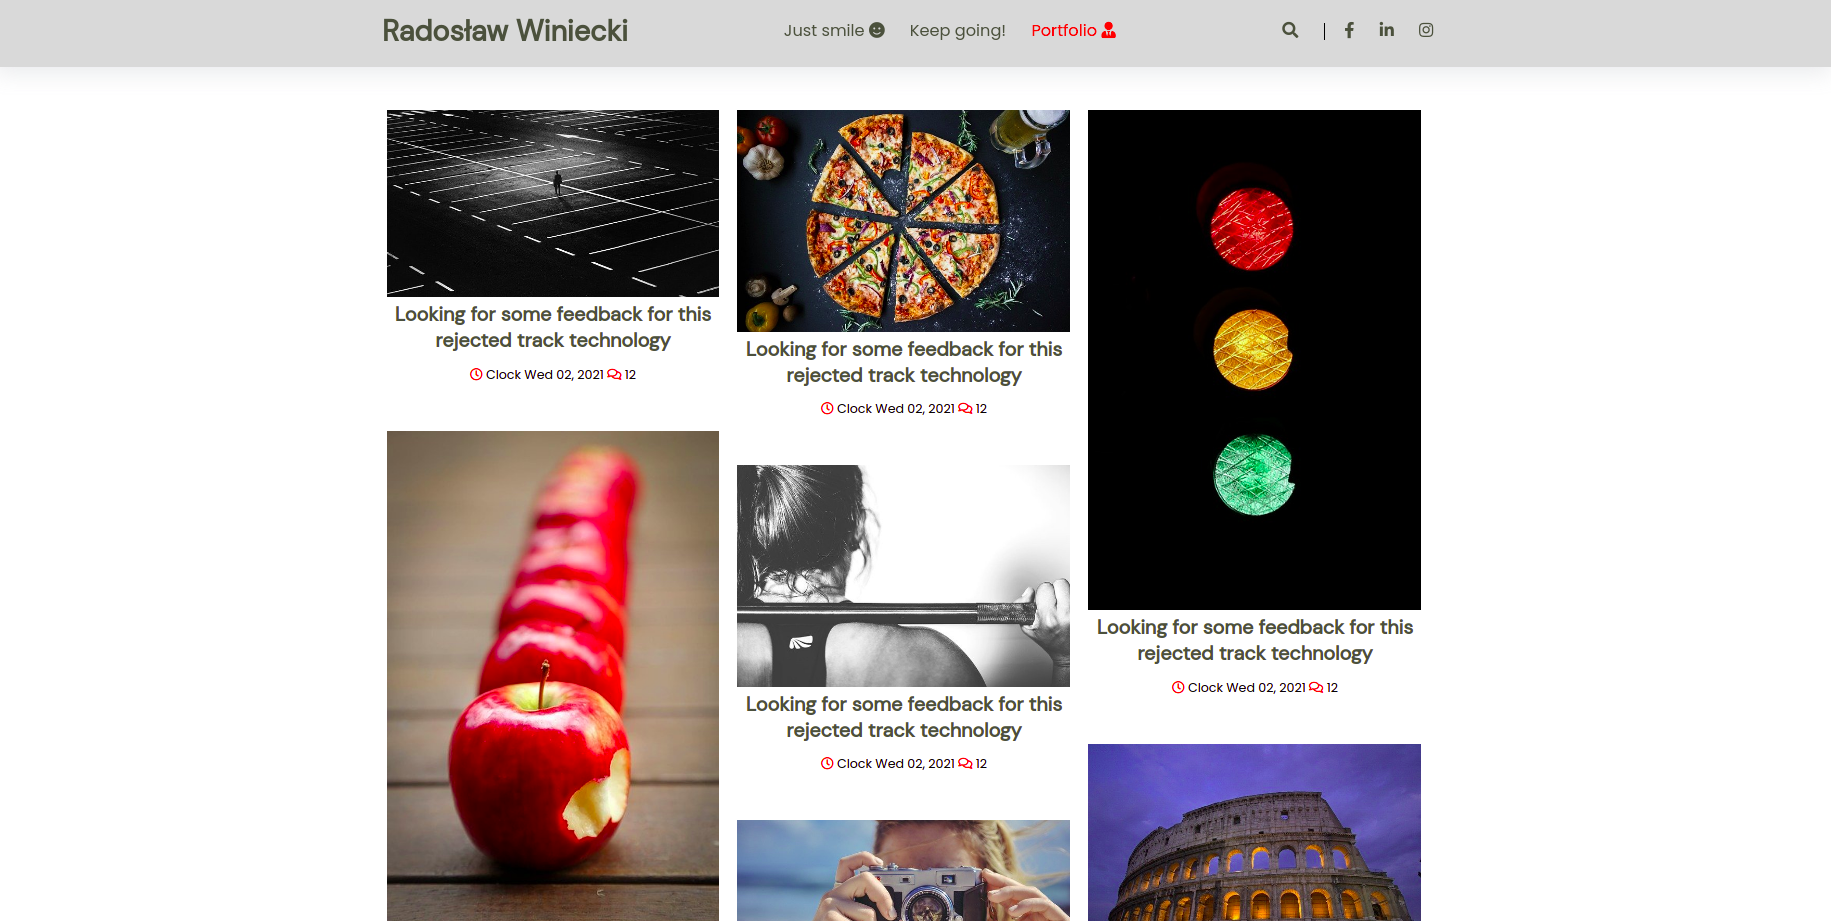 Radosław Winiecki
Just smile
Keep going!
Portfolio
Looking for some feedback for this
rejected track technology
Clock Wed 02, 2021 12
Looking for some feedback for this
rejected track technology
Clock Wed 02, 2021 12
Looking for some feedback for this
rejected track technology
Clock Wed 02, 2021 12
Looking for some feedback for this
rejected track technology
Clock Wed 02, 2021 12